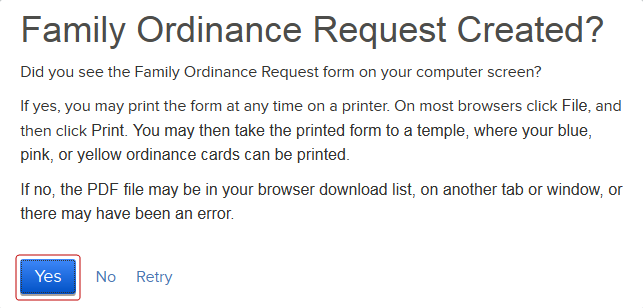 Family Ordinance Request Created?
Did you see the Family Ordinance Request form on your computer screen?
If yes, you may print the form at any time on a printer. On most browsers click File, and
then click Print. You may then take the printed form to a temple, where your blue,
pink, or yellow ordinance cards can be printed.
If no, the PDF file may be in your browser download list, on another tab or window, or
there may have been an error.
Yes No Retry